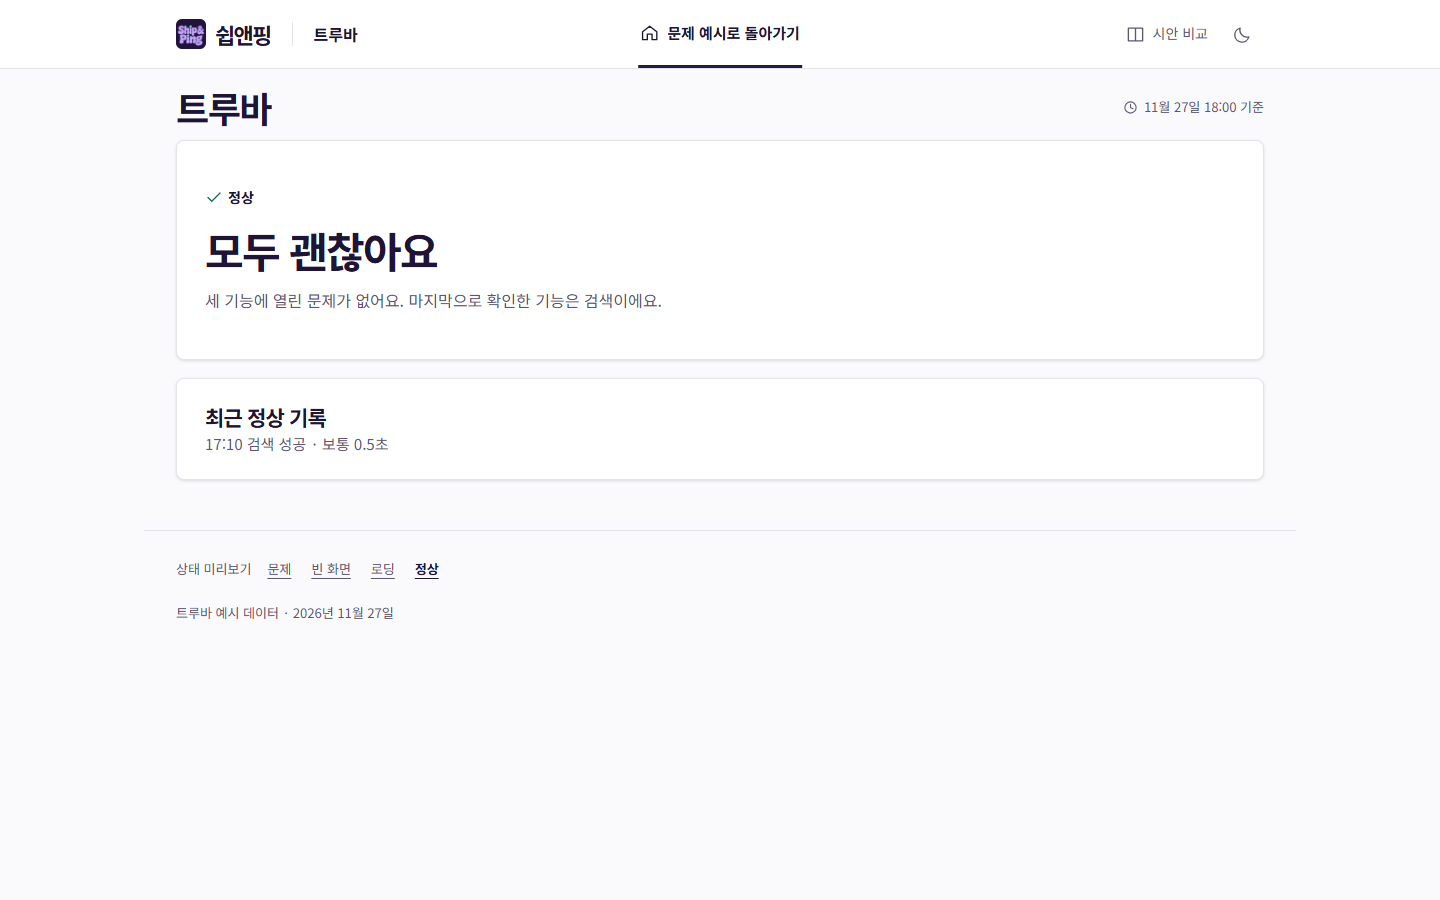 Ship&
Ping
쉽앤핑
트루바
문제 예시로 돌아가기
시안 비교
트루바
11월 27일 18:00 기준
정상
모두 괜찮아요
세 기능에 열린 문제가 없어요. 마지막으로 확인한 기능은 검색이에요.
최근 정상 기록
17:10 검색 성공 · 보통 0.5초
상태 미리보기 문제 빈 화면 로딩 정상
트루바 예시 데이터 · 2026년 11월 27일